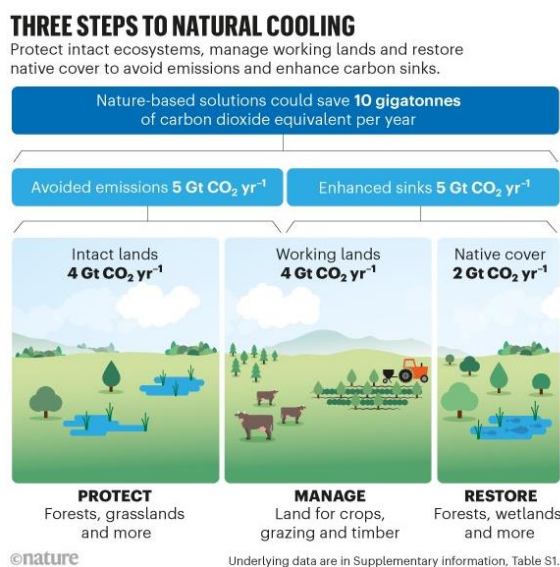 THREE STEPS TO NATURAL COOLING
Protect intact ecosystems, manage working lands and restore
native cover to avoid emissions and enhance carbon sinks.
Nature-based solutions could save 10 gigatonnes
of carbon dioxide equivalent per year
Avoided emissions 5 Gt CO₂ yr⁻¹
Enhanced sinks 5 Gt CO₂ yr⁻¹
Intact lands
4 Gt CO₂ yr⁻¹
Working lands
4 Gt CO₂ yr⁻¹
Native cover
2 Gt CO₂ yr⁻¹
PROTECT
Forests, grasslands
and more
MANAGE
Land for crops,
grazing and timber
RESTORE
Forests, wetlands
and more
©nature
Underlying data are in Supplementary information, Table S1.